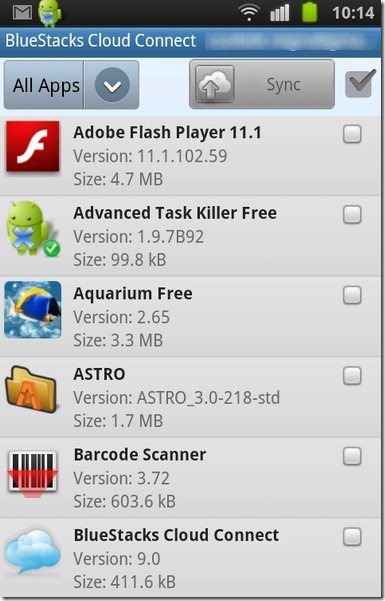 10:14
BlueStacks Cloud Connect
All Apps
Sync
Adobe Flash Player 11.1
Version: 11.1.102.59
Size: 4.7 MB
Advanced Task Killer Free
Version: 1.9.7B92
Size: 99.8 kB
Aquarium Free
Version: 2.65
Size: 3.3 MB
ASTRO
Version: ASTRO_3.0-218-std
Size: 1.7 MB
Barcode Scanner
Version: 3.72
Size: 603.6 kB
BlueStacks Cloud Connect
Version: 9.0
Size: 411.6 kB